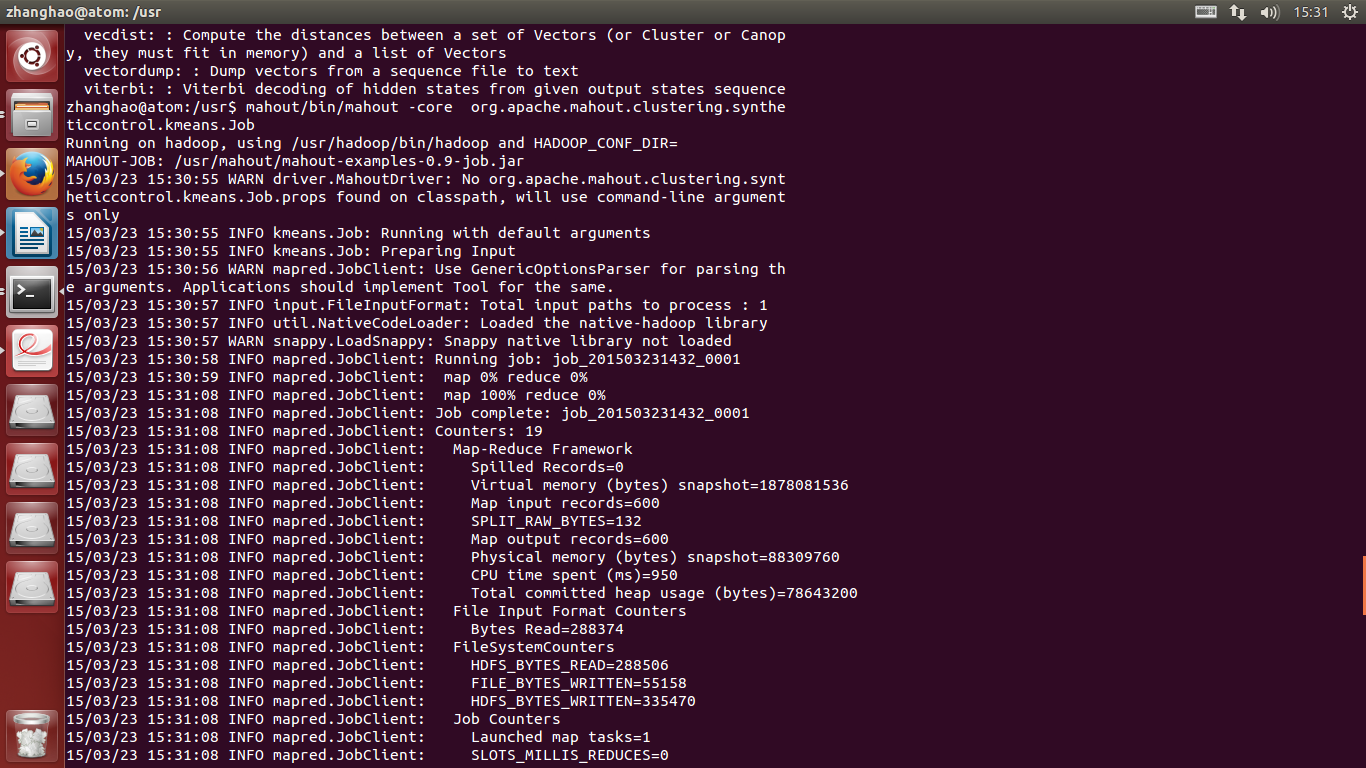 zhanghao@atom: /usr
15:31
  vecdist: : Compute the distances between a set of Vectors (or Cluster or Canop
y, they must fit in memory) and a list of Vectors
  vectordump: : Dump vectors from a sequence file to text
  viterbi: : Viterbi decoding of hidden states from given output states sequence
zhanghao@atom:/usr$ mahout/bin/mahout -core  org.apache.mahout.clustering.synthe
ticcontrol.kmeans.Job
Running on hadoop, using /usr/hadoop/bin/hadoop and HADOOP_CONF_DIR=
MAHOUT-JOB: /usr/mahout/mahout-examples-0.9-job.jar
15/03/23 15:30:55 WARN driver.MahoutDriver: No org.apache.mahout.clustering.synt
heticcontrol.kmeans.Job.props found on classpath, will use command-line argument
s only
15/03/23 15:30:55 INFO kmeans.Job: Running with default arguments
15/03/23 15:30:55 INFO kmeans.Job: Preparing Input
15/03/23 15:30:56 WARN mapred.JobClient: Use GenericOptionsParser for parsing th
e arguments. Applications should implement Tool for the same.
15/03/23 15:30:57 INFO input.FileInputFormat: Total input paths to process : 1
15/03/23 15:30:57 INFO util.NativeCodeLoader: Loaded the native-hadoop library
15/03/23 15:30:57 WARN snappy.LoadSnappy: Snappy native library not loaded
15/03/23 15:30:58 INFO mapred.JobClient: Running job: job_201503231432_0001
15/03/23 15:30:59 INFO mapred.JobClient:  map 0% reduce 0%
15/03/23 15:31:08 INFO mapred.JobClient:  map 100% reduce 0%
15/03/23 15:31:08 INFO mapred.JobClient: Job complete: job_201503231432_0001
15/03/23 15:31:08 INFO mapred.JobClient: Counters: 19
15/03/23 15:31:08 INFO mapred.JobClient:   Map-Reduce Framework
15/03/23 15:31:08 INFO mapred.JobClient:     Spilled Records=0
15/03/23 15:31:08 INFO mapred.JobClient:     Virtual memory (bytes) snapshot=1878081536
15/03/23 15:31:08 INFO mapred.JobClient:     Map input records=600
15/03/23 15:31:08 INFO mapred.JobClient:     SPLIT_RAW_BYTES=132
15/03/23 15:31:08 INFO mapred.JobClient:     Map output records=600
15/03/23 15:31:08 INFO mapred.JobClient:     Physical memory (bytes) snapshot=88309760
15/03/23 15:31:08 INFO mapred.JobClient:     CPU time spent (ms)=950
15/03/23 15:31:08 INFO mapred.JobClient:     Total committed heap usage (bytes)=78643200
15/03/23 15:31:08 INFO mapred.JobClient:   File Input Format Counters
15/03/23 15:31:08 INFO mapred.JobClient:     Bytes Read=288374
15/03/23 15:31:08 INFO mapred.JobClient:   FileSystemCounters
15/03/23 15:31:08 INFO mapred.JobClient:     HDFS_BYTES_READ=288506
15/03/23 15:31:08 INFO mapred.JobClient:     FILE_BYTES_WRITTEN=55158
15/03/23 15:31:08 INFO mapred.JobClient:     HDFS_BYTES_WRITTEN=335470
15/03/23 15:31:08 INFO mapred.JobClient:   Job Counters
15/03/23 15:31:08 INFO mapred.JobClient:     Launched map tasks=1
15/03/23 15:31:08 INFO mapred.JobClient:     SLOTS_MILLIS_REDUCES=0